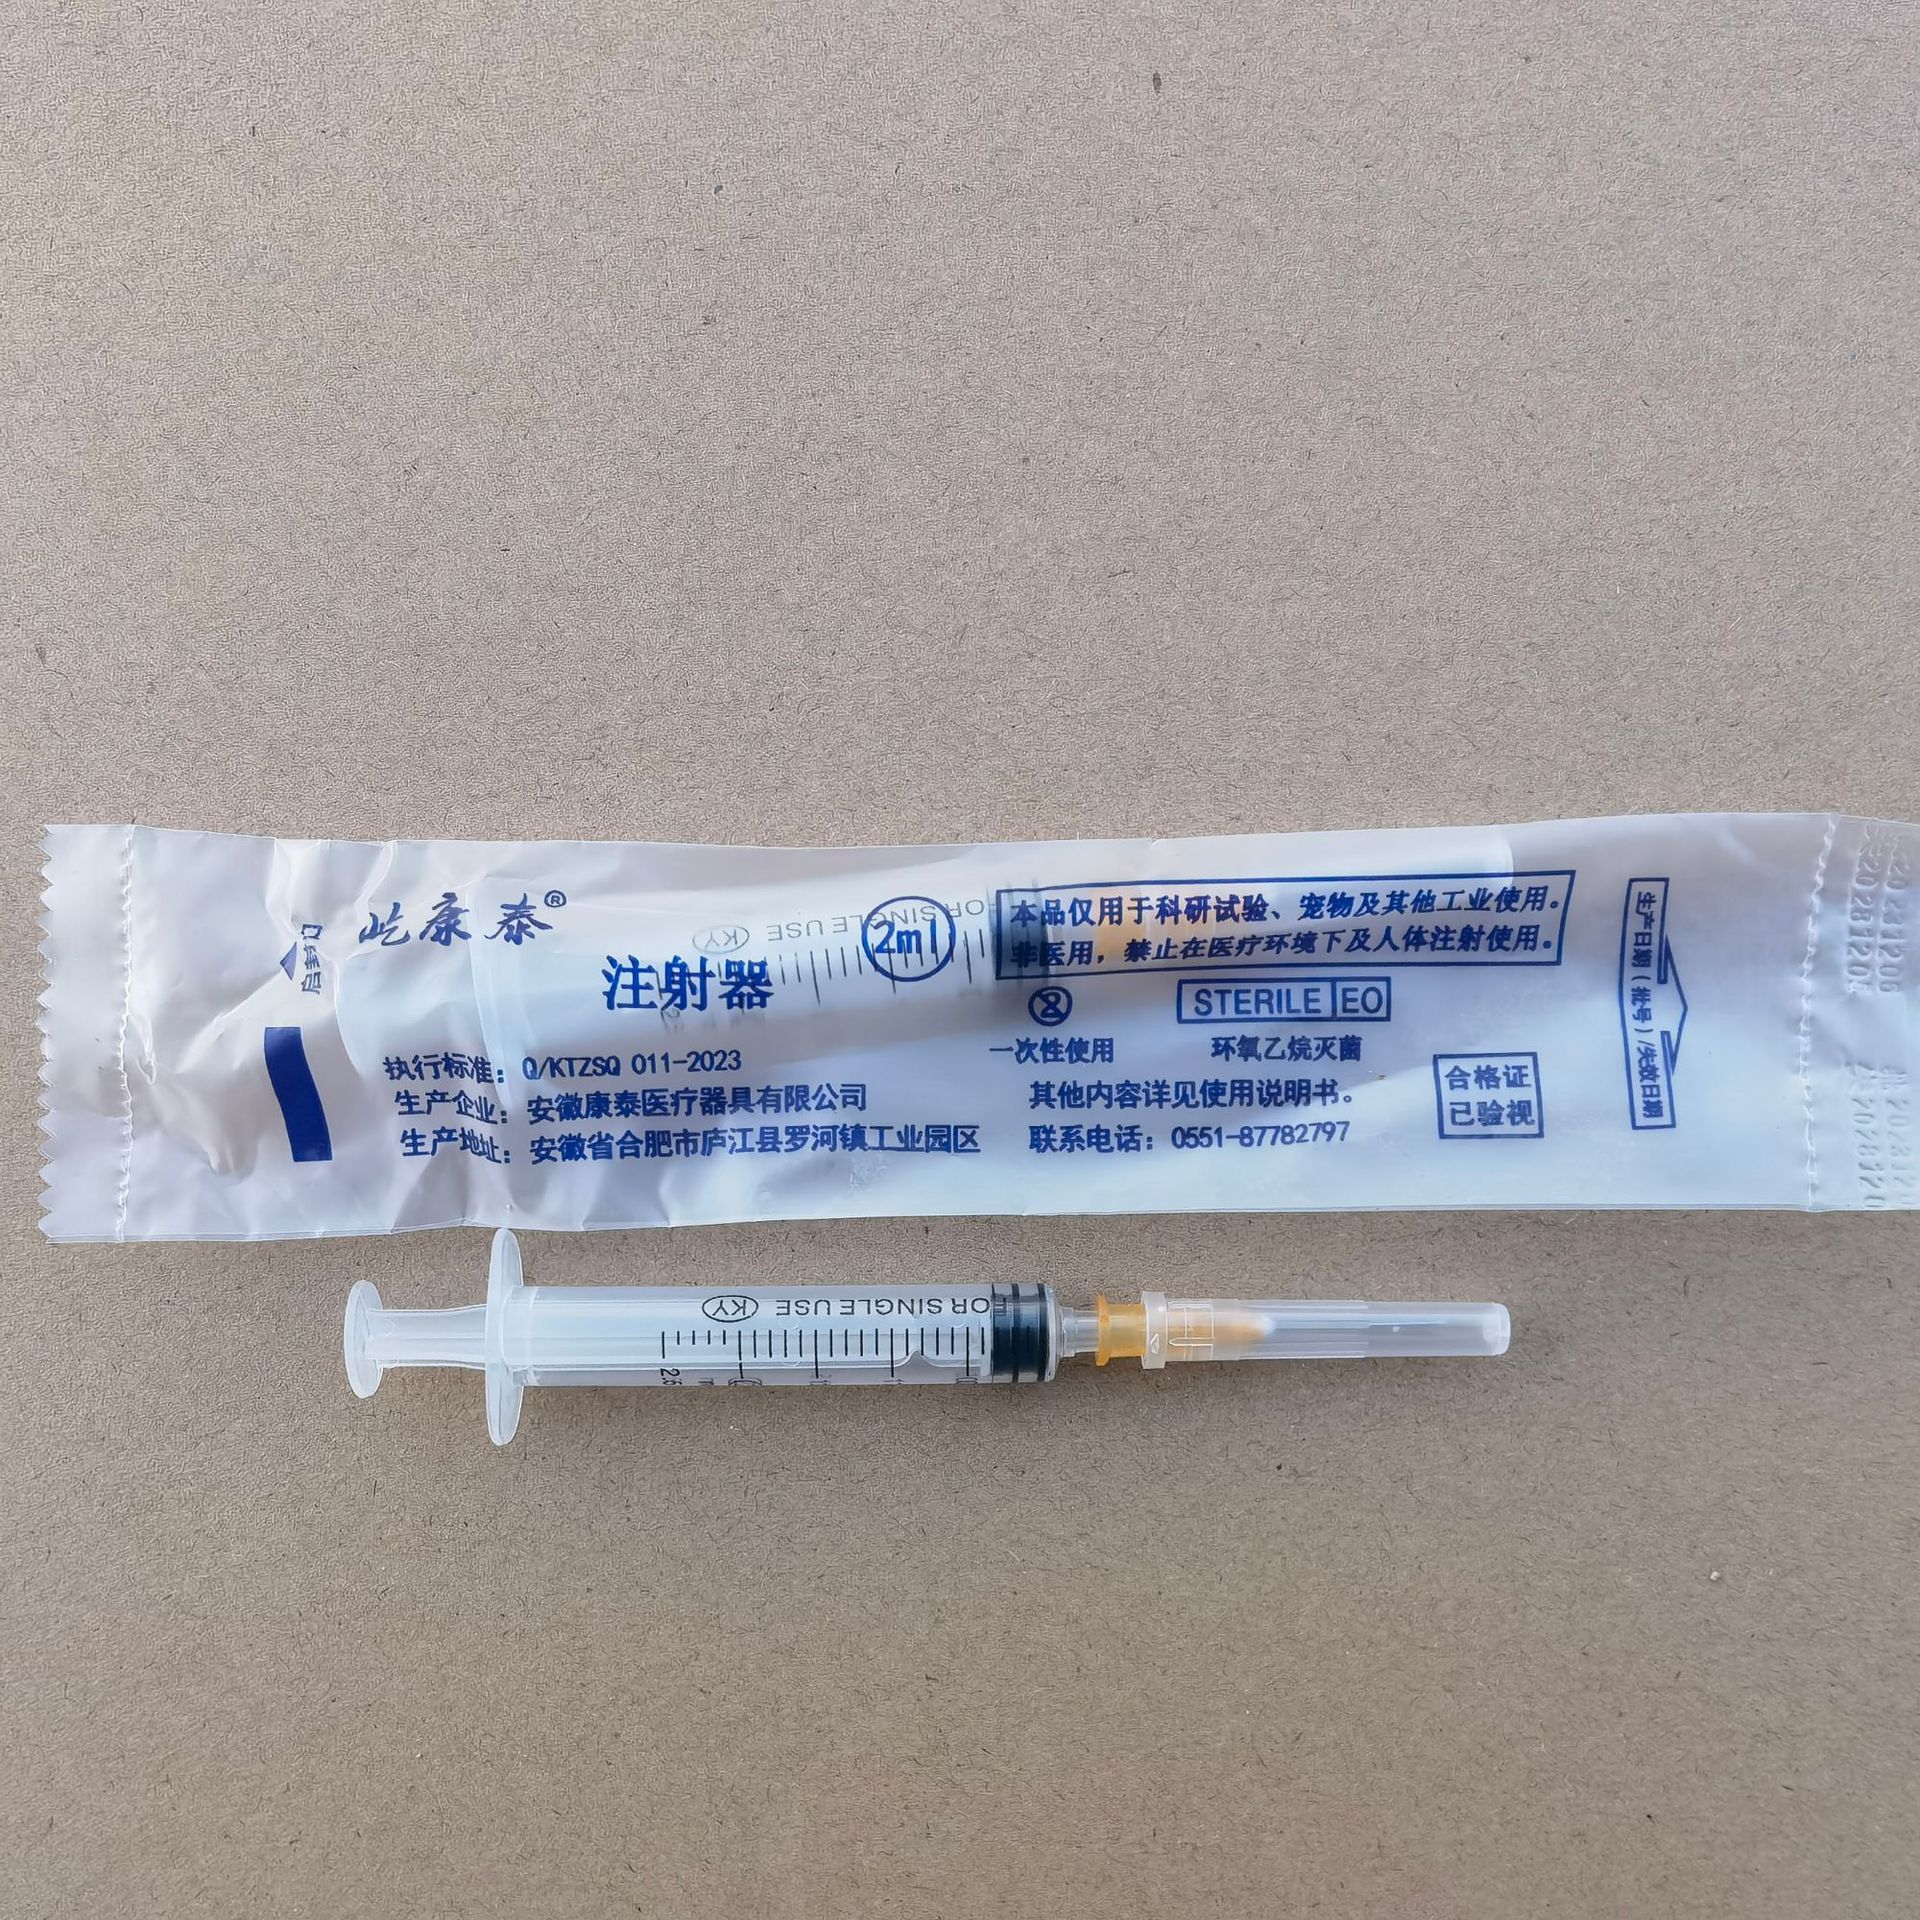 启封口
屹康泰®
注射器
2ml
FOR SINGLE USE KY
本品仅用于科研试验、宠物及其他工业使用。
非医用，禁止在医疗环境下及人体注射使用。
一次性使用
STERILE EO
环氧乙烷灭菌
执行标准：Q/KTZSQ 011-2023
生产企业：安徽康泰医疗器具有限公司
生产地址：安徽省合肥市庐江县罗河镇工业园区
其他内容详见使用说明书。
联系电话：0551-87782797
合格证
已验视
生产日期（批号）/失效日期
FOR SINGLE USE KY
2.5